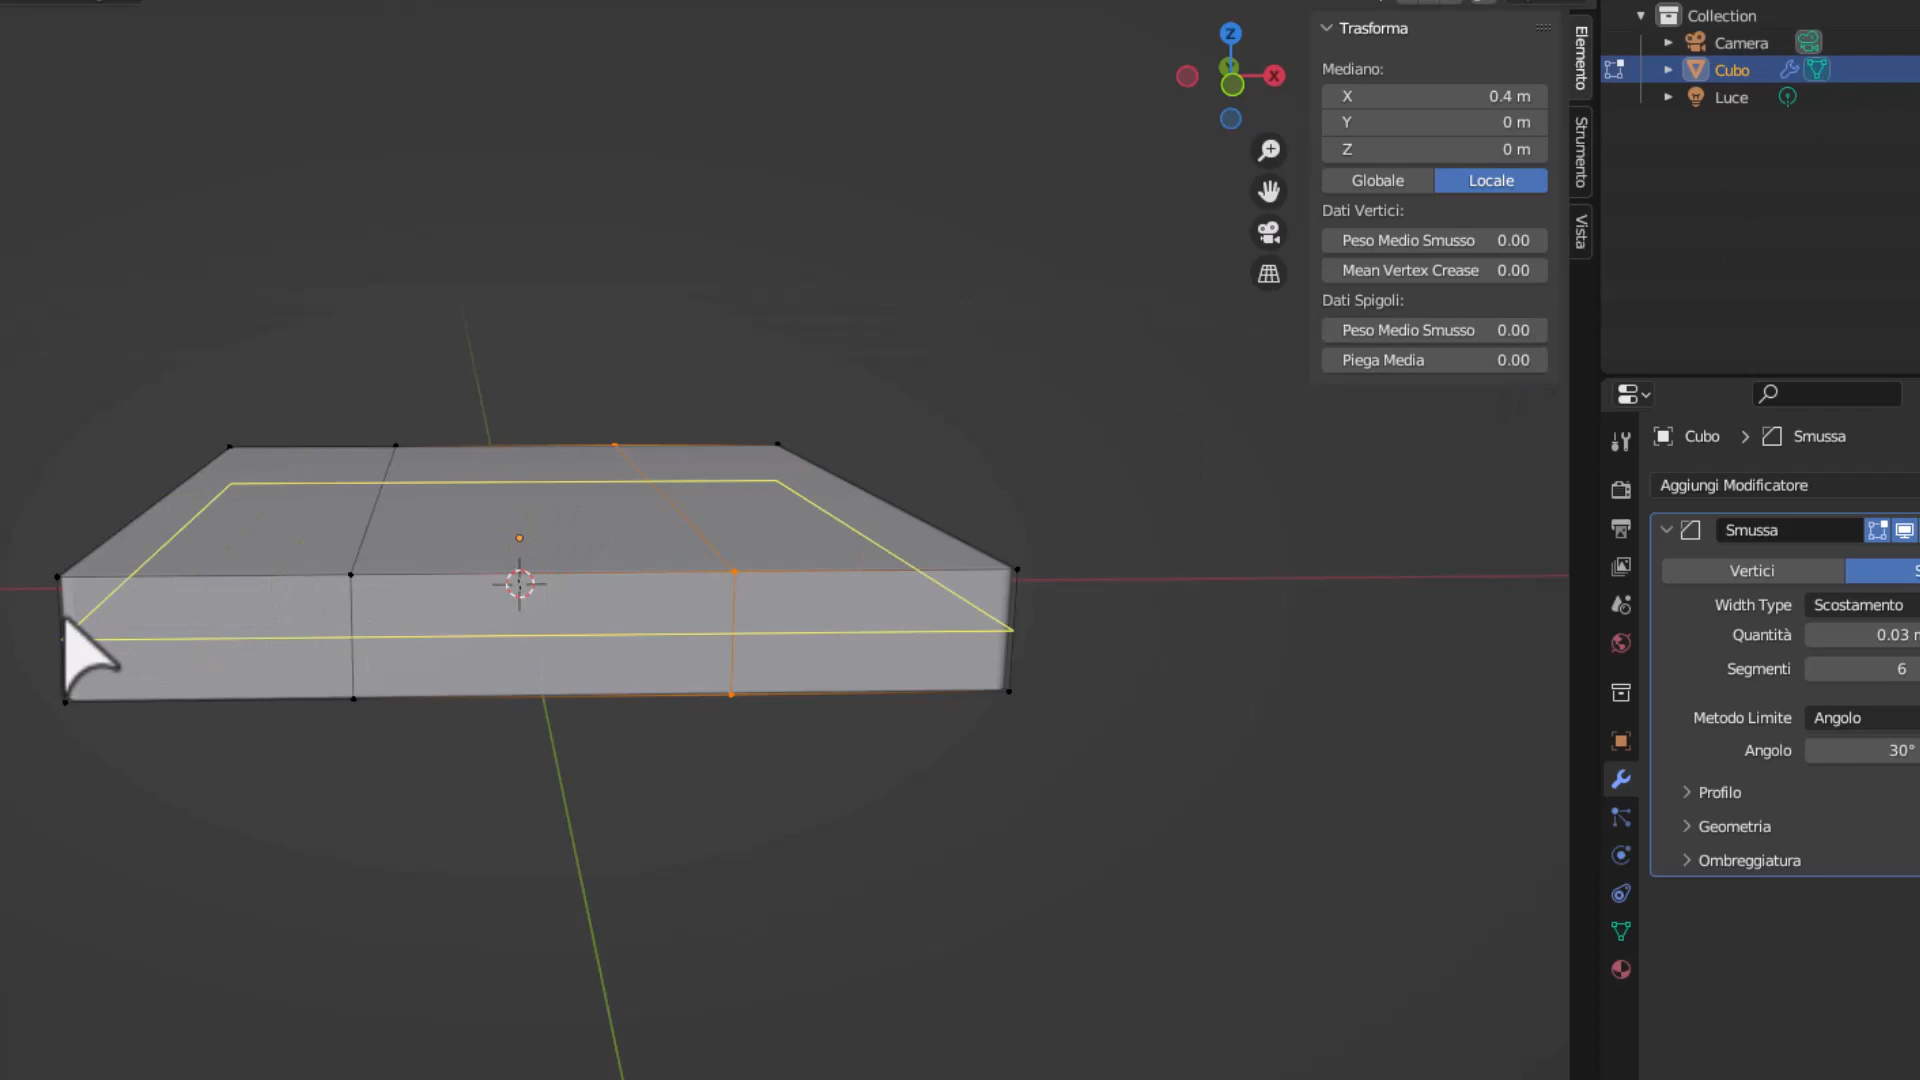 Z
X
Y
Trasforma
Mediano:
X 0.4 m
Y 0 m
Z 0 m
Globale Locale
Dati Vertici:
Peso Medio Smusso 0.00
Mean Vertex Crease 0.00
Dati Spigoli:
Peso Medio Smusso 0.00
Piega Media 0.00
Elemento
Strumento
Vista
Collection
Camera
Cubo
Luce
Cubo > Smussa
Aggiungi Modificatore
Smussa
Vertici S
Width Type Scostamento
Quantità 0.03 m
Segmenti 6
Metodo Limite Angolo
Angolo 30°
Profilo
Geometria
Ombreggiatura